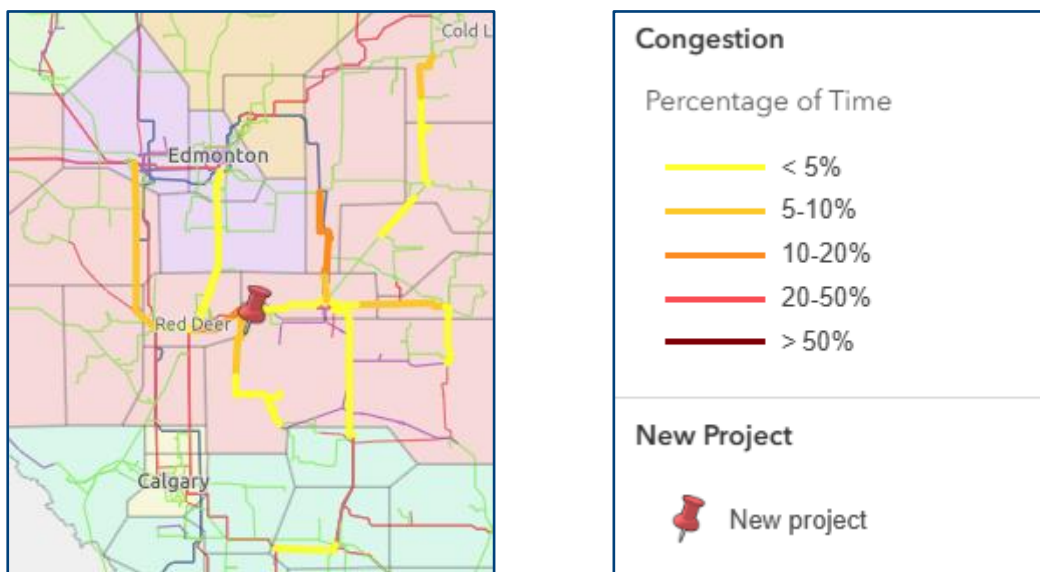 Cold L
Edmonton
Red Deer
Calgary
Congestion
Percentage of Time
< 5%
5-10%
10-20%
20-50%
> 50%
New Project
New project